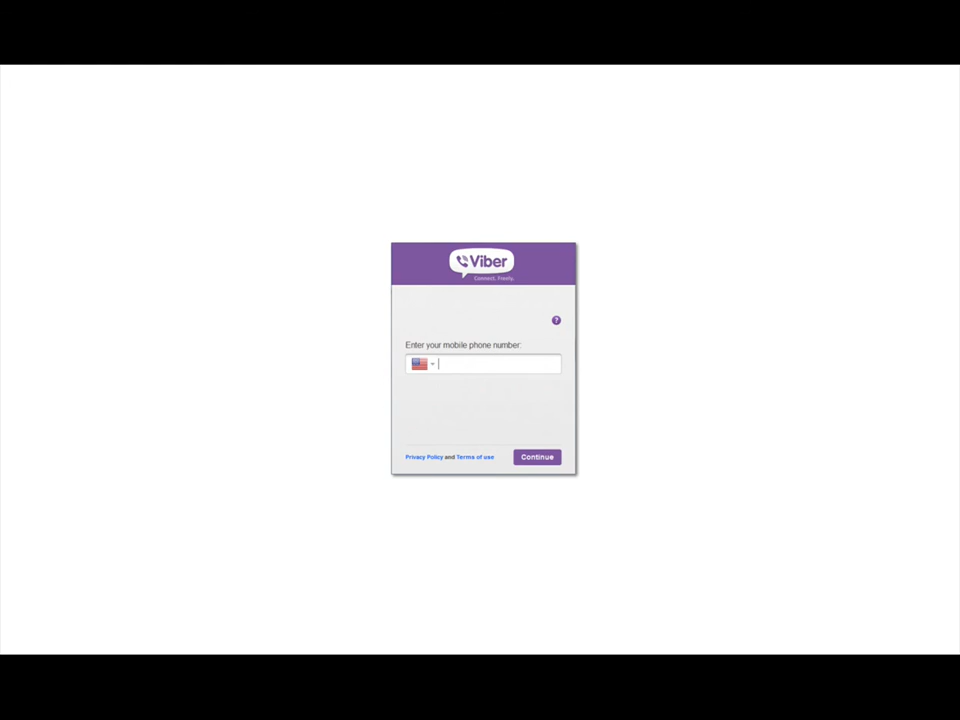 Viber
Connect. Freely.
?
Enter your mobile phone number:
Privacy Policy and Terms of use
Continue